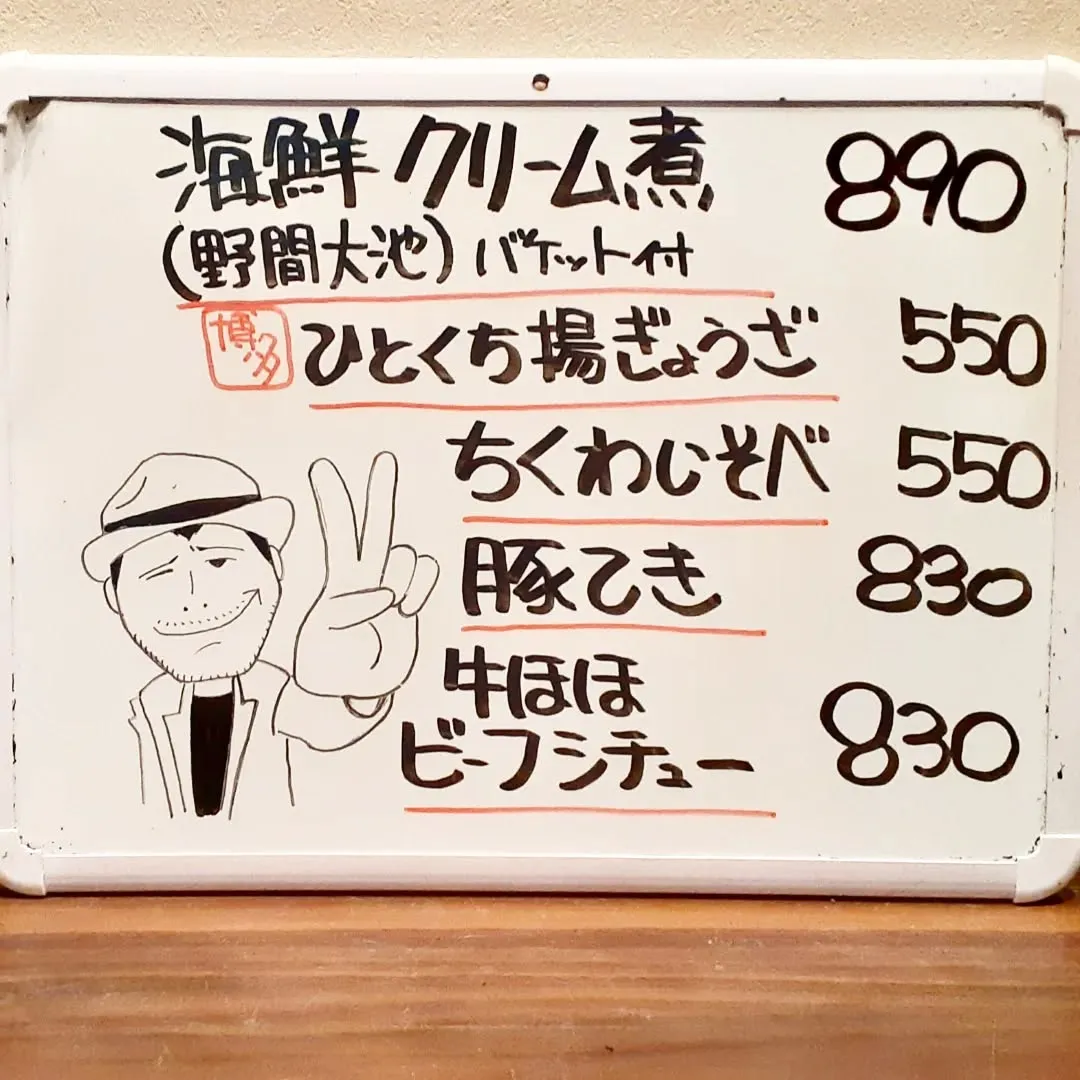 海鮮クリーム煮 890
(野間大池)バケット付
博多 ひとくち揚ぎょうざ 550
ちくわじそべ 550
豚てき 830
牛ほほ
ビーフシチュー 830